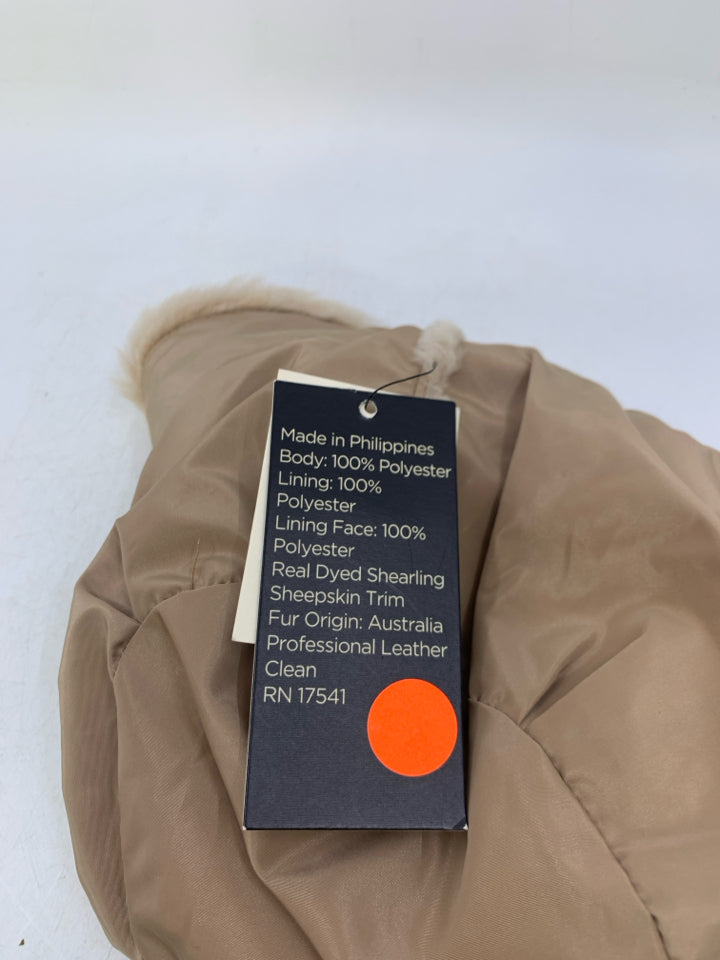 Made in Philippines
Body: 100% Polyester
Lining: 100%
Polyester
Lining Face: 100%
Polyester
Real Dyed Shearling
Sheepskin Trim
Fur Origin: Australia
Professional Leather
Clean
RN 17541